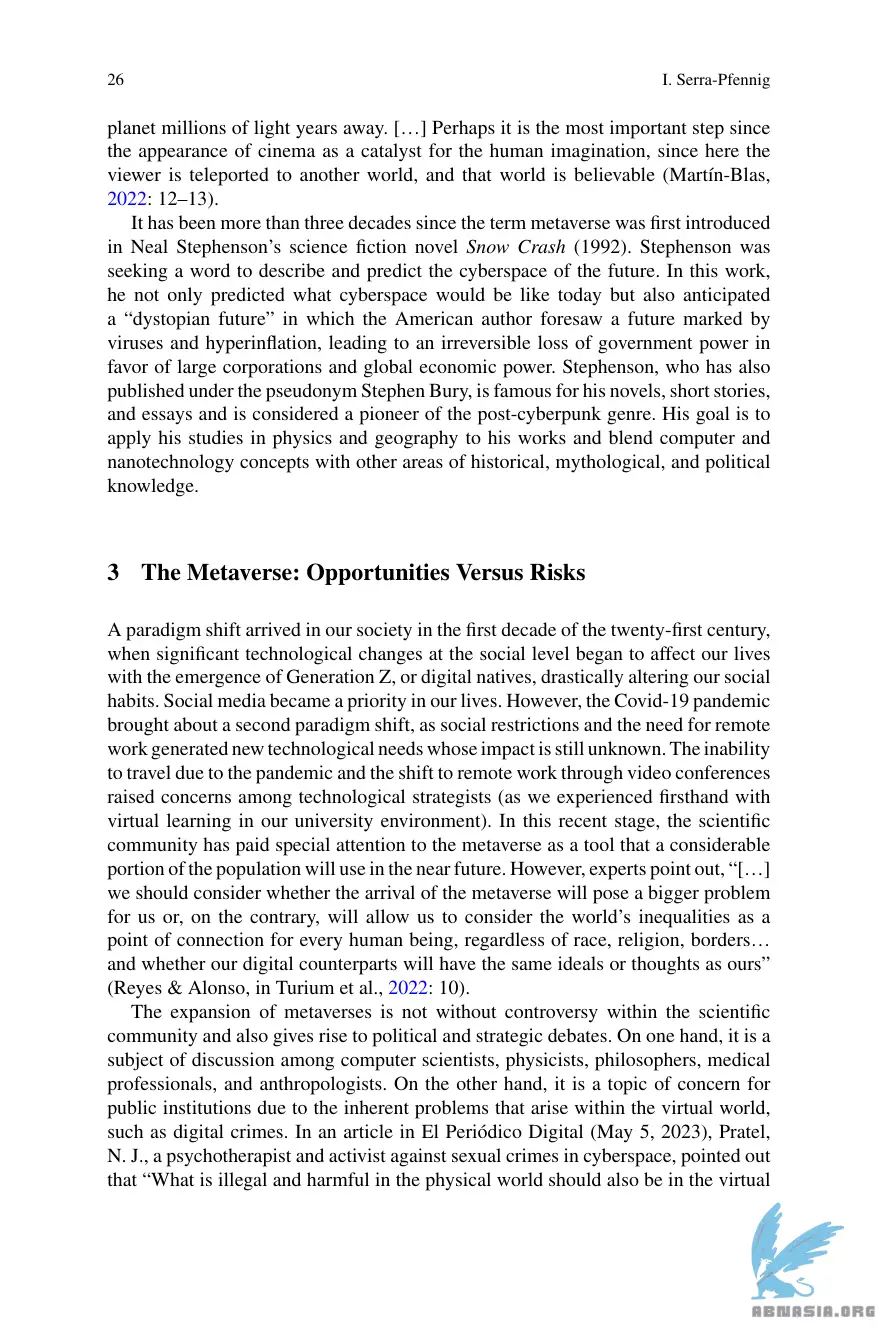 26
I. Serra-Pfennig
planet millions of light years away. […] Perhaps it is the most important step since
the appearance of cinema as a catalyst for the human imagination, since here the
viewer is teleported to another world, and that world is believable (Martín-Blas,
2022: 12–13).
It has been more than three decades since the term metaverse was first introduced
in Neal Stephenson’s science fiction novel Snow Crash (1992). Stephenson was
seeking a word to describe and predict the cyberspace of the future. In this work,
he not only predicted what cyberspace would be like today but also anticipated
a “dystopian future” in which the American author foresaw a future marked by
viruses and hyperinflation, leading to an irreversible loss of government power in
favor of large corporations and global economic power. Stephenson, who has also
published under the pseudonym Stephen Bury, is famous for his novels, short stories,
and essays and is considered a pioneer of the post-cyberpunk genre. His goal is to
apply his studies in physics and geography to his works and blend computer and
nanotechnology concepts with other areas of historical, mythological, and political
knowledge.
3 The Metaverse: Opportunities Versus Risks
A paradigm shift arrived in our society in the first decade of the twenty-first century,
when significant technological changes at the social level began to affect our lives
with the emergence of Generation Z, or digital natives, drastically altering our social
habits. Social media became a priority in our lives. However, the Covid-19 pandemic
brought about a second paradigm shift, as social restrictions and the need for remote
work generated new technological needs whose impact is still unknown. The inability
to travel due to the pandemic and the shift to remote work through video conferences
raised concerns among technological strategists (as we experienced firsthand with
virtual learning in our university environment). In this recent stage, the scientific
community has paid special attention to the metaverse as a tool that a considerable
portion of the population will use in the near future. However, experts point out, “[…]
we should consider whether the arrival of the metaverse will pose a bigger problem
for us or, on the contrary, will allow us to consider the world’s inequalities as a
point of connection for every human being, regardless of race, religion, borders…
and whether our digital counterparts will have the same ideals or thoughts as ours”
(Reyes & Alonso, in Turium et al., 2022: 10).
The expansion of metaverses is not without controversy within the scientific
community and also gives rise to political and strategic debates. On one hand, it is a
subject of discussion among computer scientists, physicists, philosophers, medical
professionals, and anthropologists. On the other hand, it is a topic of concern for
public institutions due to the inherent problems that arise within the virtual world,
such as digital crimes. In an article in El Periódico Digital (May 5, 2023), Pratel,
N. J., a psychotherapist and activist against sexual crimes in cyberspace, pointed out
that “What is illegal and harmful in the physical world should also be in the virtual
ABNASIA.ORG